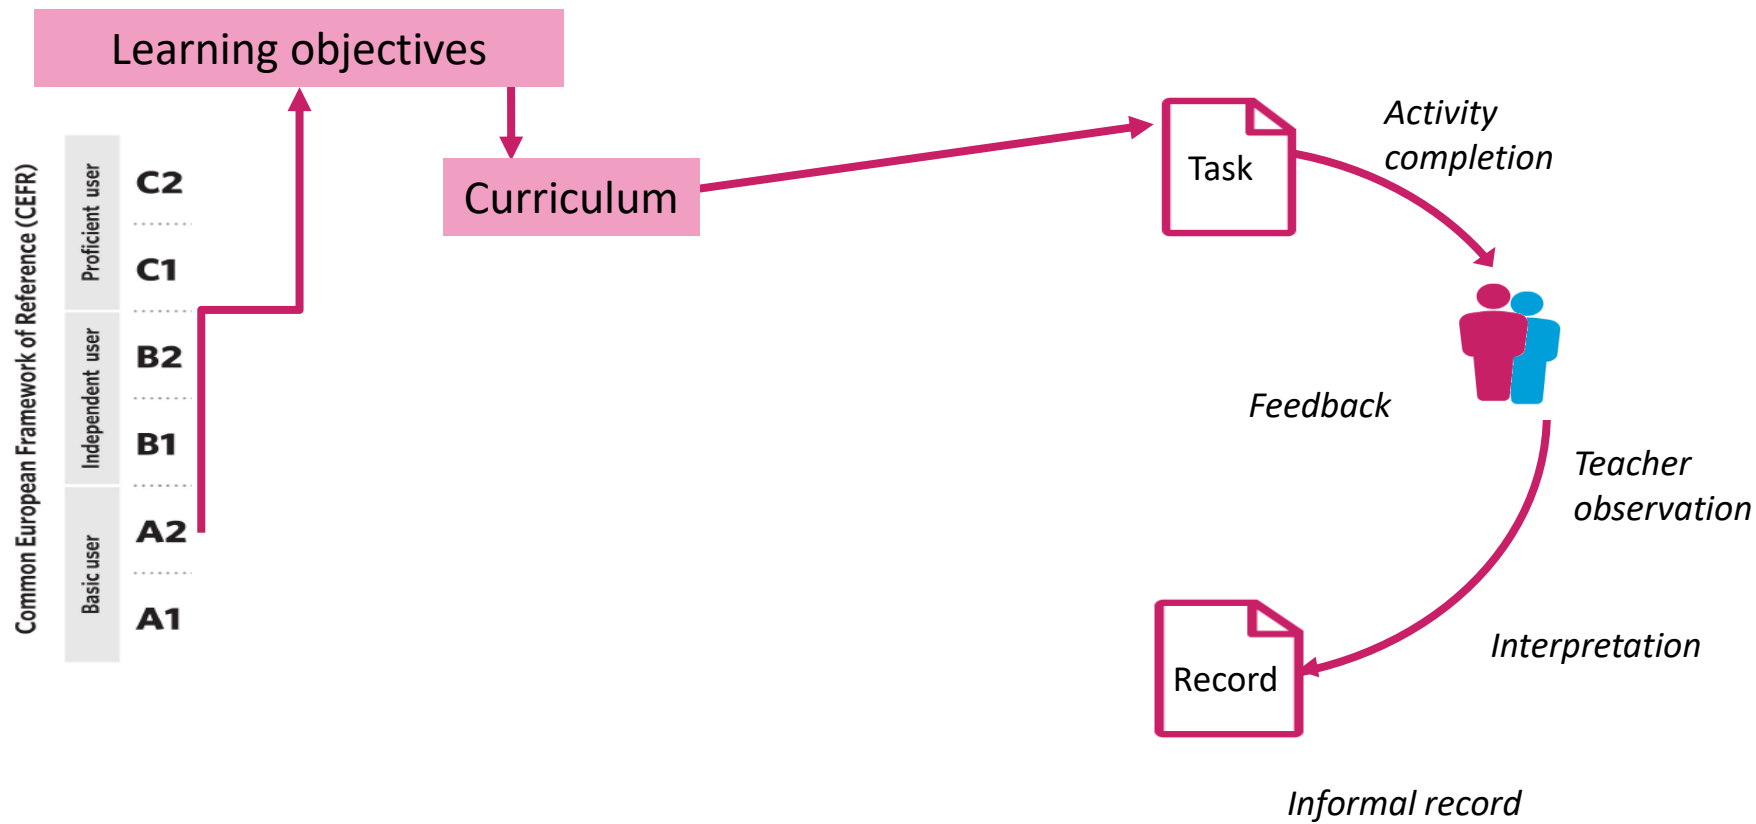 Learning objectives
Common European Framework of Reference (CEFR)
Proficient user
Independent user
Basic user
C2
C1
B2
B1
A2
A1
Curriculum
Task
Activity
completion
Feedback
Teacher
observation
Interpretation
Record
Informal record